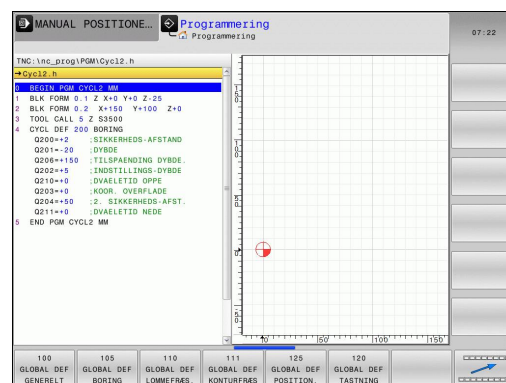 MANUAL POSITIONE...
Programmering
Programmering
07:22
TNC:\nc_prog\PGM\Cycl2.h
→Cycl2.h
0 BEGIN PGM CYCL2 MM
1 BLK FORM 0.1 Z X+0 Y+0 Z-25
2 BLK FORM 0.2 X+150 Y+100 Z+0
3 TOOL CALL 5 Z S3500
4 CYCL DEF 200 BORING
Q200=+2 ;SIKKERHEDS-AFSTAND
Q201=-20 ;DYBDE
Q206=+150 ;TILSPAENDING DYBDE.
Q202=+5 ;INDSTILLINGS-DYBDE
Q210=+0 ;DVAELETID OPPE
Q203=+0 ;KOOR. OVERFLADE
Q204=+50 ;2. SIKKERHEDS-AFST.
Q211=+0 ;DVAELETID NEDE
5 END PGM CYCL2 MM
100 GLOBAL DEF GENERELT
105 GLOBAL DEF BORING
110 GLOBAL DEF LOMMEFRÆS.
111 GLOBAL DEF KONTURFRÆS
125 GLOBAL DEF POSITION.
120 GLOBAL DEF TASTNING